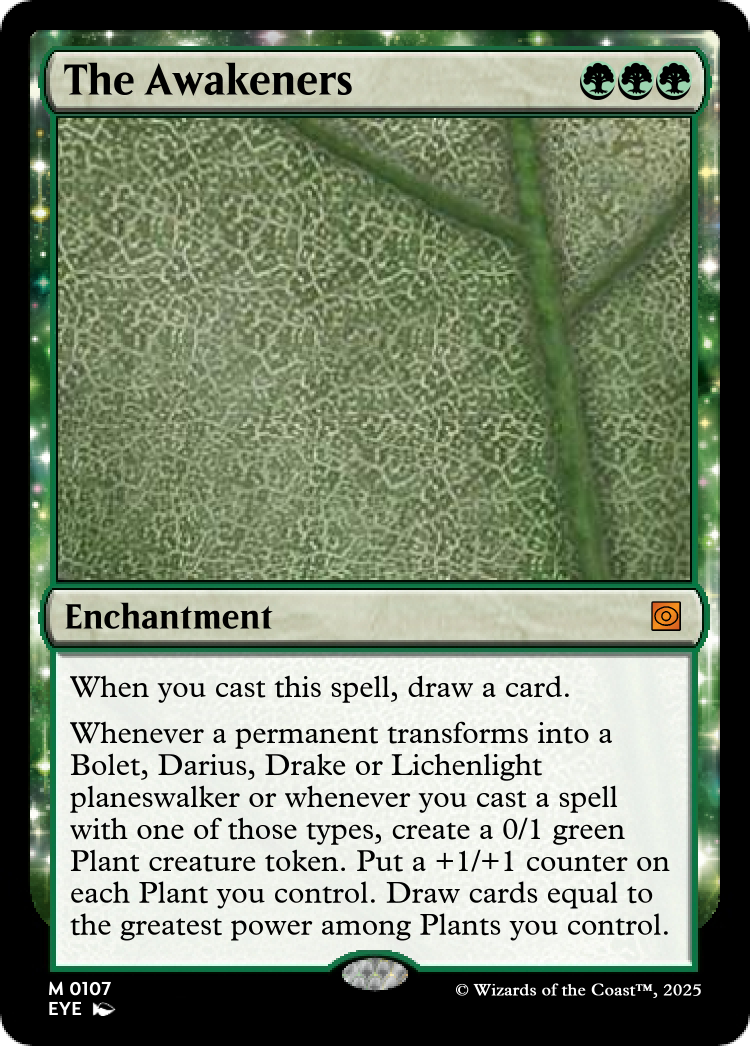 The Awakeners
Enchantment
When you cast this spell, draw a card.
Whenever a permanent transforms into a
Bolet, Darius, Drake or Lichenlight
planeswalker or whenever you cast a spell
with one of those types, create a 0/1 green
Plant creature token. Put a +1/+1 counter on
each Plant you control. Draw cards equal to
the greatest power among Plants you control.
M 0107
EYE
© Wizards of the Coast™, 2025